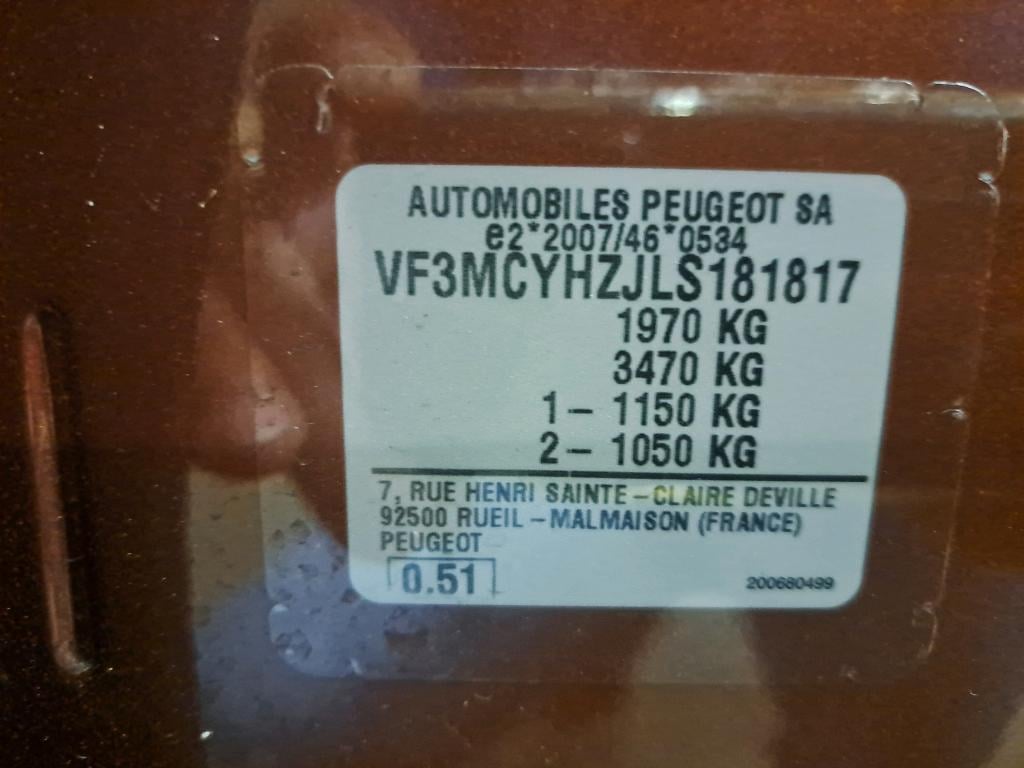 AUTOMOBILES PEUGEOT SA
e2*2007/46*0534
VF3MCYHZJLS181817
1970 KG
3470 KG
1- 1150 KG
2- 1050 KG
7, RUE HENRI SAINTE-CLAIRE DEVILLE
92500 RUEIL-MALMAISON (FRANCE)
PEUGEOT
0.51
200680499